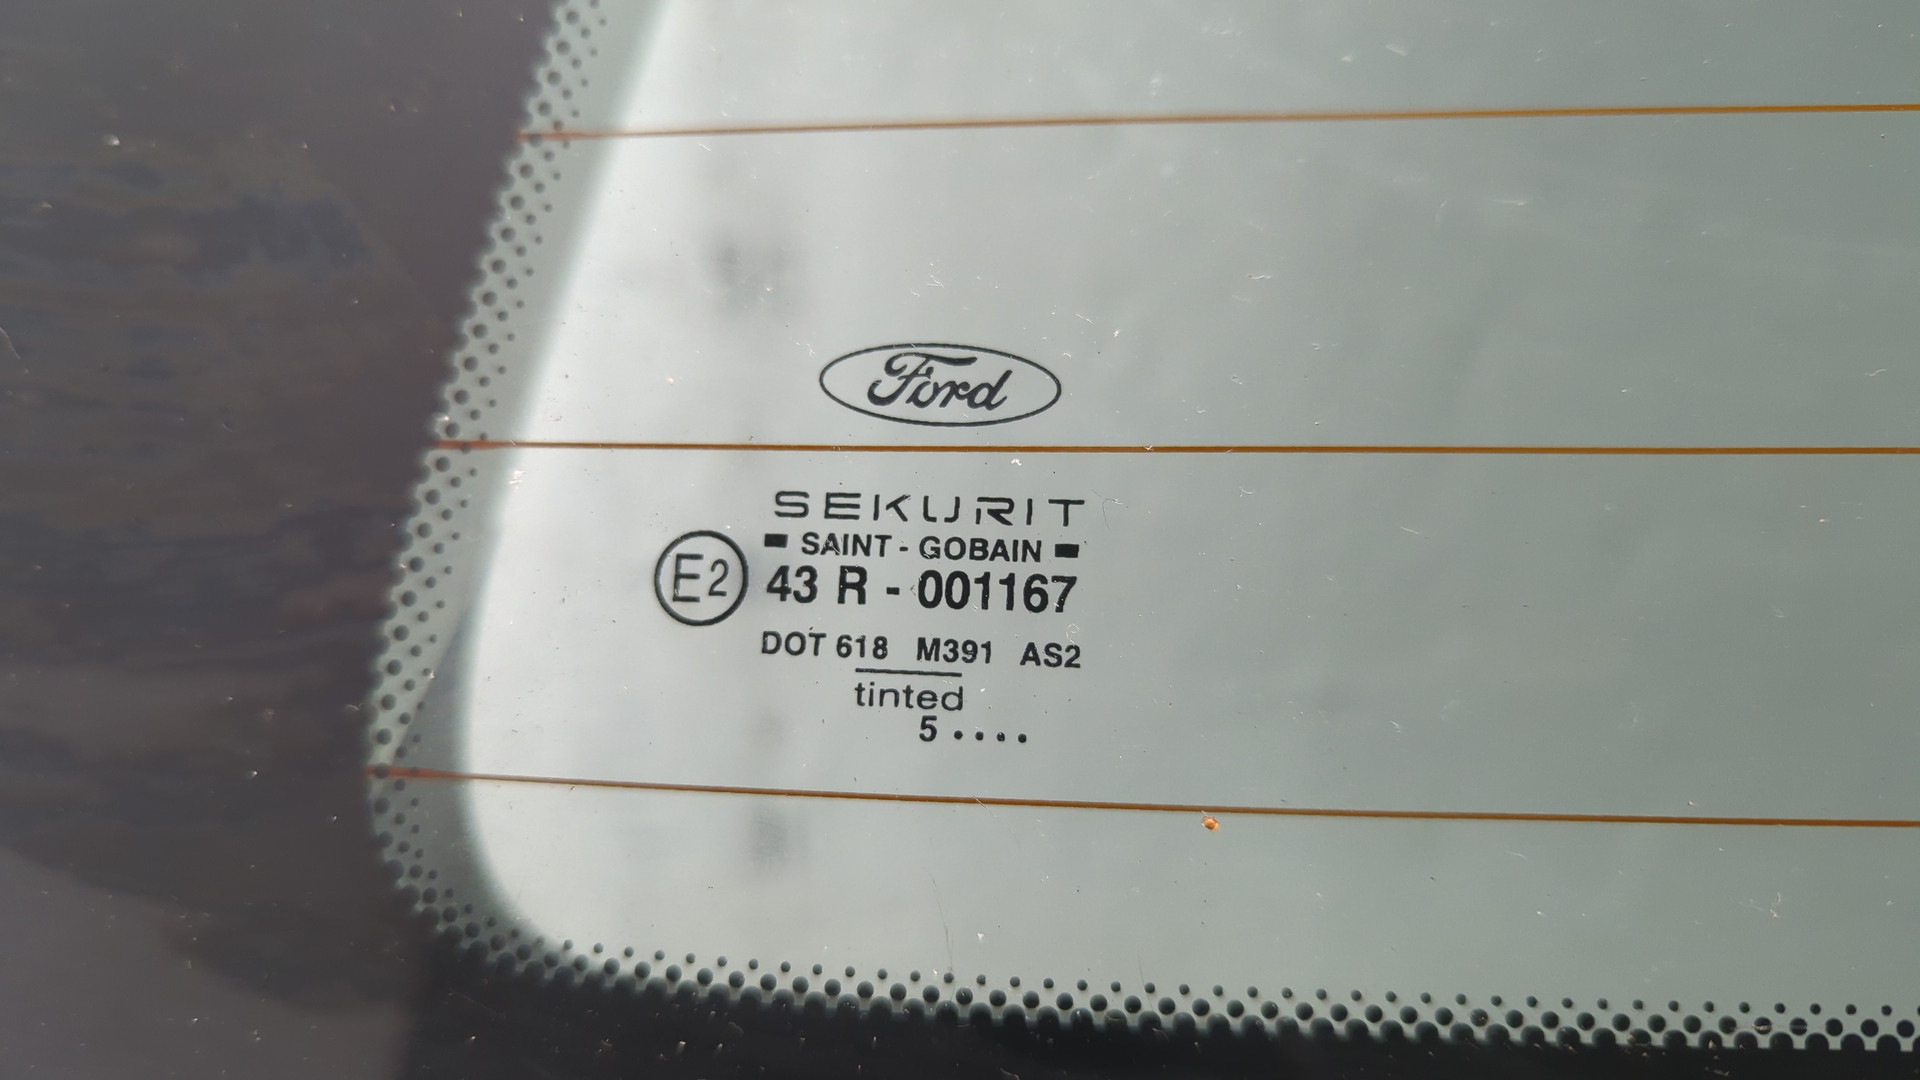 Ford
SEKURIT
SAINT - GOBAIN
E2 43 R - 001167
DOT 618 M391 AS2
tinted
5 ....